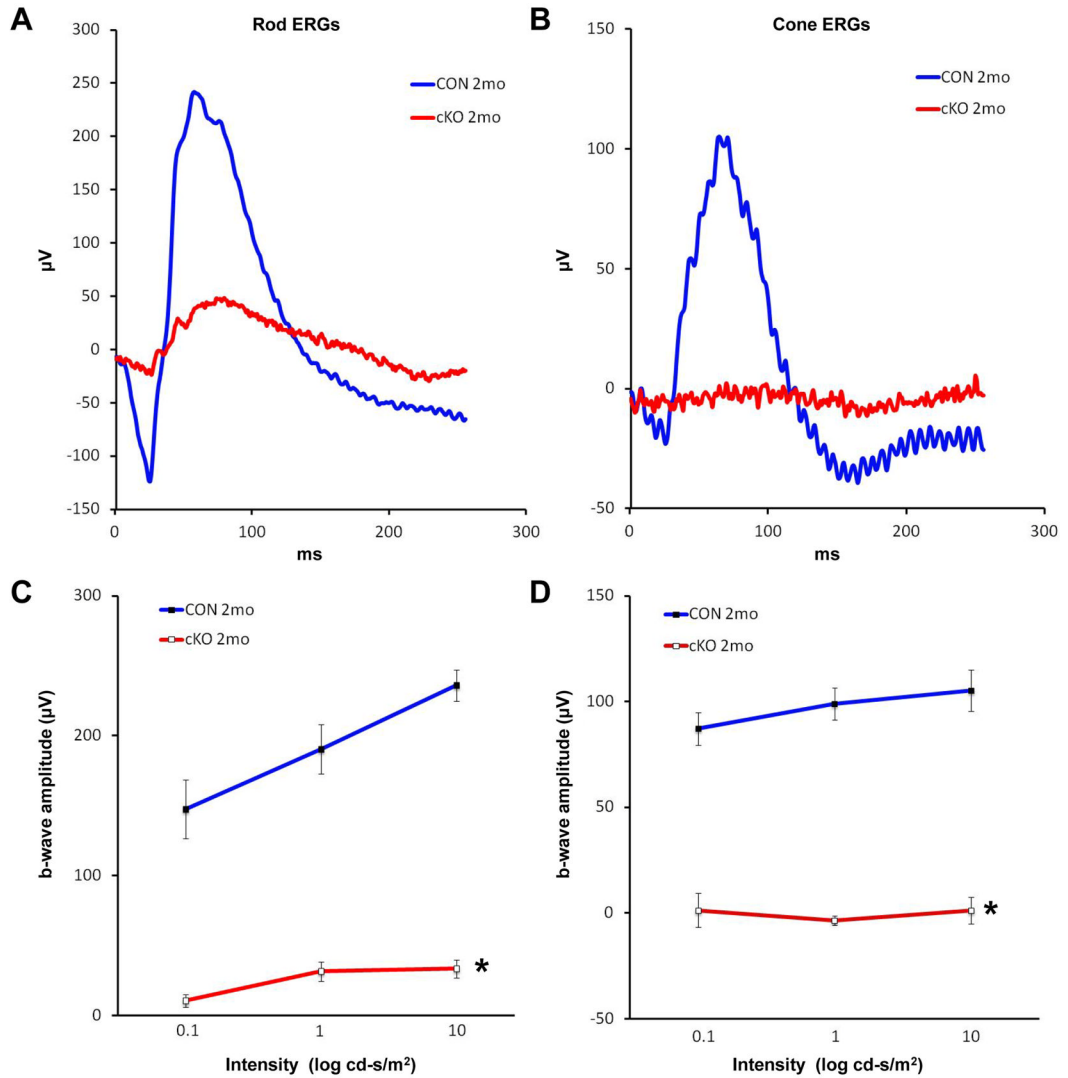 A
Rod ERGs
300
250
200
150
100
50
0
-50
-100
-150
µV
CON 2mo
cKO 2mo
0
100
200
300
ms
B
Cone ERGs
150
100
50
0
-50
µV
CON 2mo
cKO 2mo
0
100
200
300
ms
C
300
200
100
0
b-wave amplitude (µV)
CON 2mo
cKO 2mo
*
0.1
1
10
Intensity (log cd-s/m²)
D
150
100
50
0
-50
b-wave amplitude (µV)
CON 2mo
cKO 2mo
*
0.1
1
10
Intensity (log cd-s/m²)